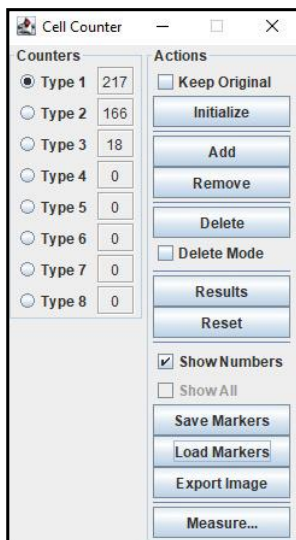 Cell Counter
Counters
Type 1 217
Type 2 166
Type 3 18
Type 4 0
Type 5 0
Type 6 0
Type 7 0
Type 8 0
Actions
Keep Original
Initialize
Add
Remove
Delete
Delete Mode
Results
Reset
Show Numbers
Show All
Save Markers
Load Markers
Export Image
Measure...